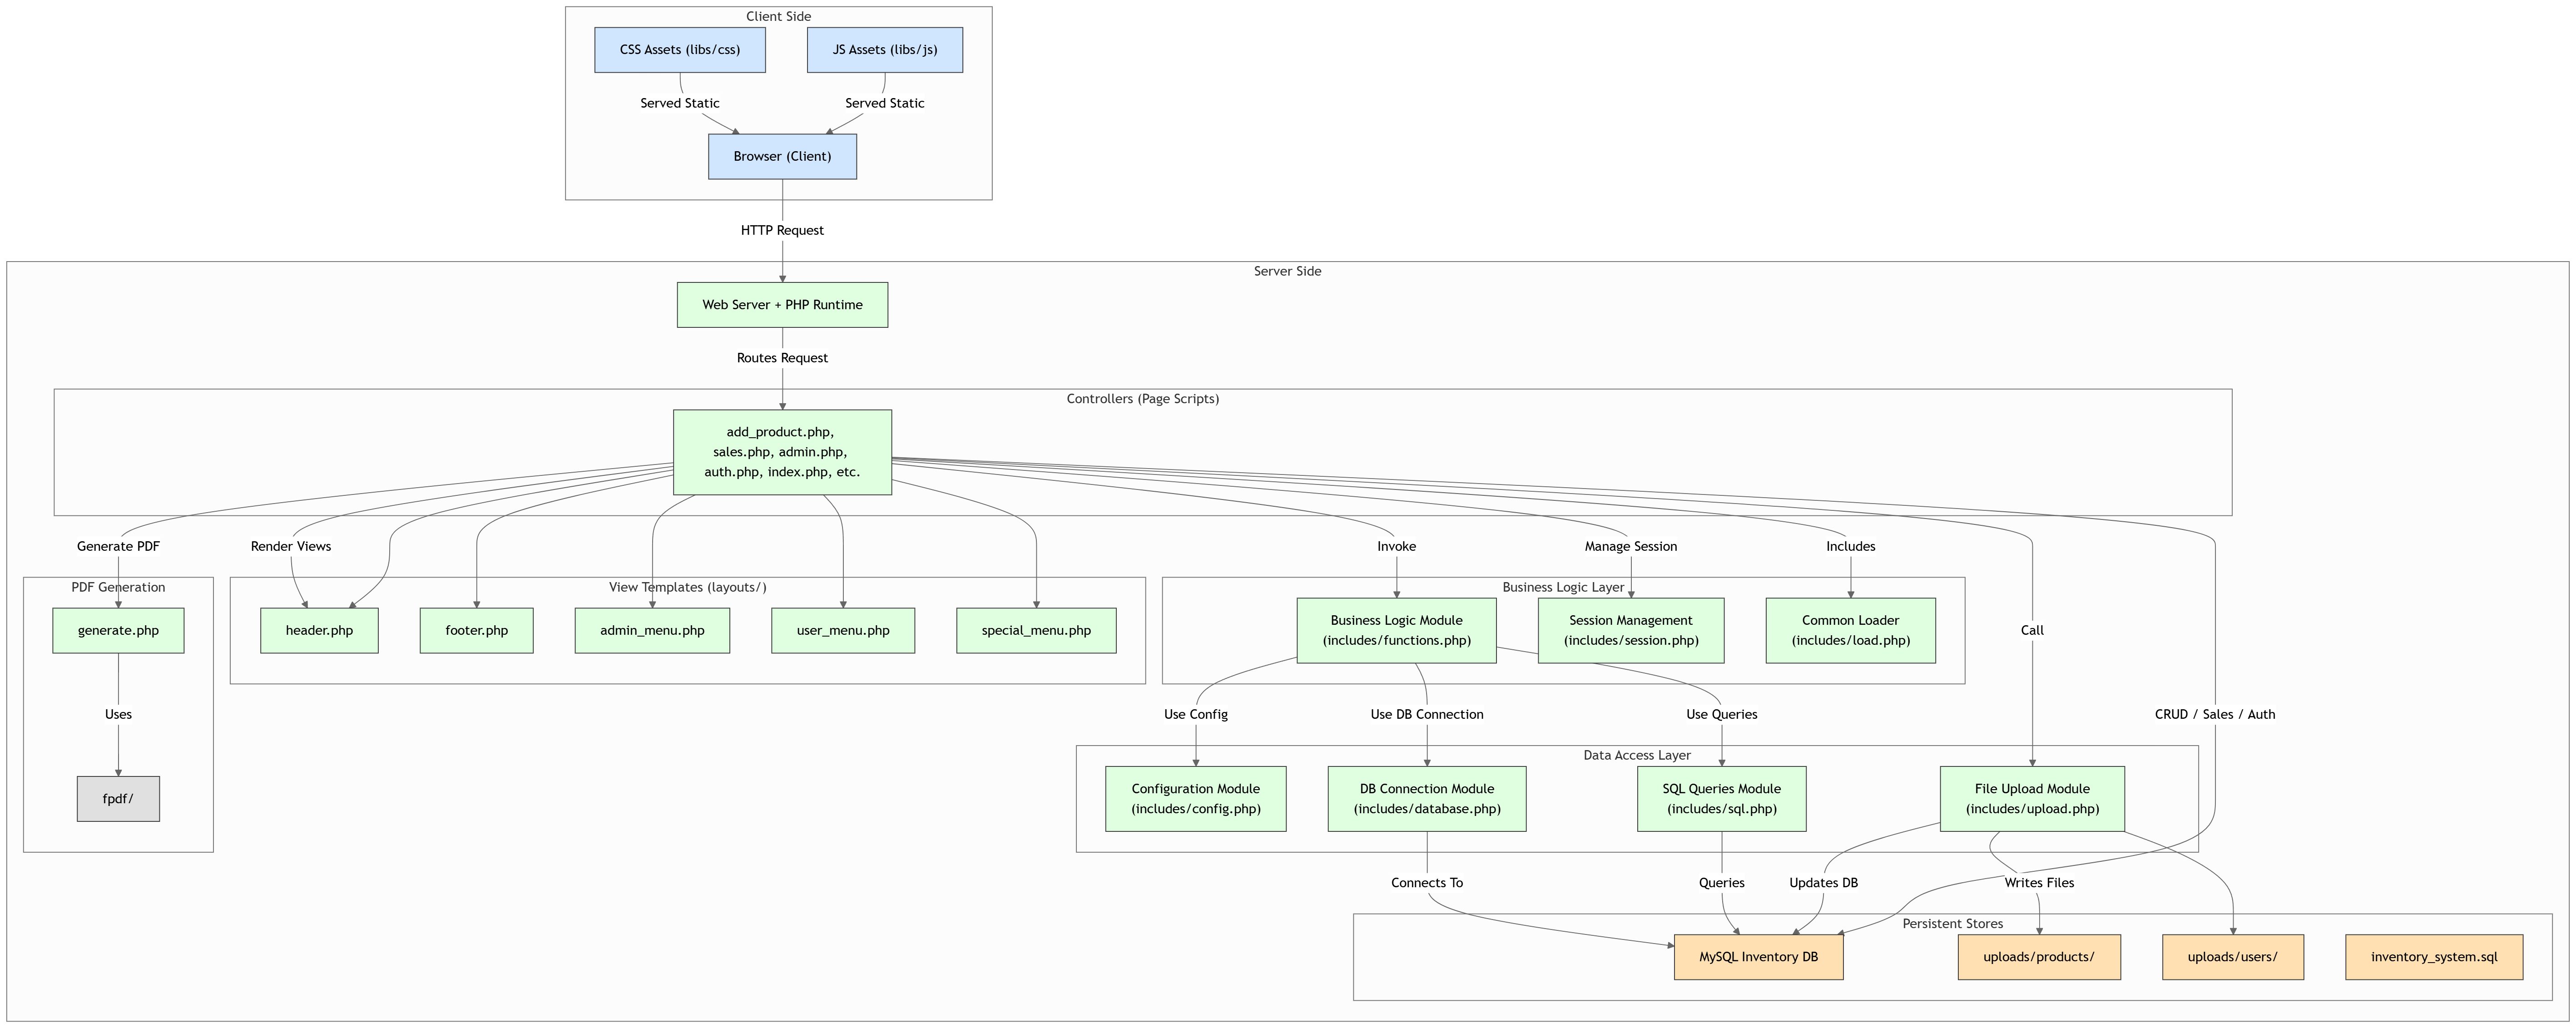 Client Side
CSS Assets (libs/css)
JS Assets (libs/js)
Served Static
Served Static
Browser (Client)
HTTP Request
Server Side
Web Server + PHP Runtime
Routes Request
Controllers (Page Scripts)
add_product.php,
sales.php, admin.php,
auth.php, index.php, etc.
Generate PDF
Render Views
Invoke
Manage Session
Includes
PDF Generation
View Templates (layouts/)
Business Logic Layer
generate.php
header.php
footer.php
admin_menu.php
user_menu.php
special_menu.php
Business Logic Module
(includes/functions.php)
Session Management
(includes/session.php)
Common Loader
(includes/load.php)
Call
Uses
Use Config
Use DB Connection
Use Queries
CRUD / Sales / Auth
Data Access Layer
fpdf/
Configuration Module
(includes/config.php)
DB Connection Module
(includes/database.php)
SQL Queries Module
(includes/sql.php)
File Upload Module
(includes/upload.php)
Connects To
Queries
Updates DB
Writes Files
Persistent Stores
MySQL Inventory DB
uploads/products/
uploads/users/
inventory_system.sql